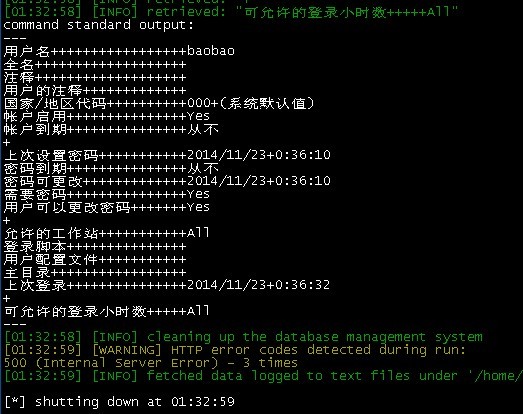 [01:32:58] [INFO] retrieved: "可允许的登录小时数+++++All"
command standard output:
---
用户名+++++++++++++++++baobao
全名+++++++++++++++++++
注释+++++++++++++++++++
用户的注释+++++++++++++
国家/地区代码++++++++++000+(系统默认值)
帐户启用+++++++++++++++Yes
帐户到期+++++++++++++++从不
+
上次设置密码+++++++++++2014/11/23+0:36:10
密码到期+++++++++++++++从不
密码可更改+++++++++++++2014/11/23+0:36:10
需要密码+++++++++++++++Yes
用户可以更改密码+++++++Yes
+
允许的工作站+++++++++++All
登录脚本+++++++++++++++
用户配置文件+++++++++++
主目录+++++++++++++++++
上次登录+++++++++++++++2014/11/23+0:36:32
+
可允许的登录小时数+++++All
---
[01:32:58] [INFO] cleaning up the database management system
[01:32:59] [WARNING] HTTP error codes detected during run:
500 (Internal Server Error) - 3 times
[01:32:59] [INFO] fetched data logged to text files under '/home/
[*] shutting down at 01:32:59